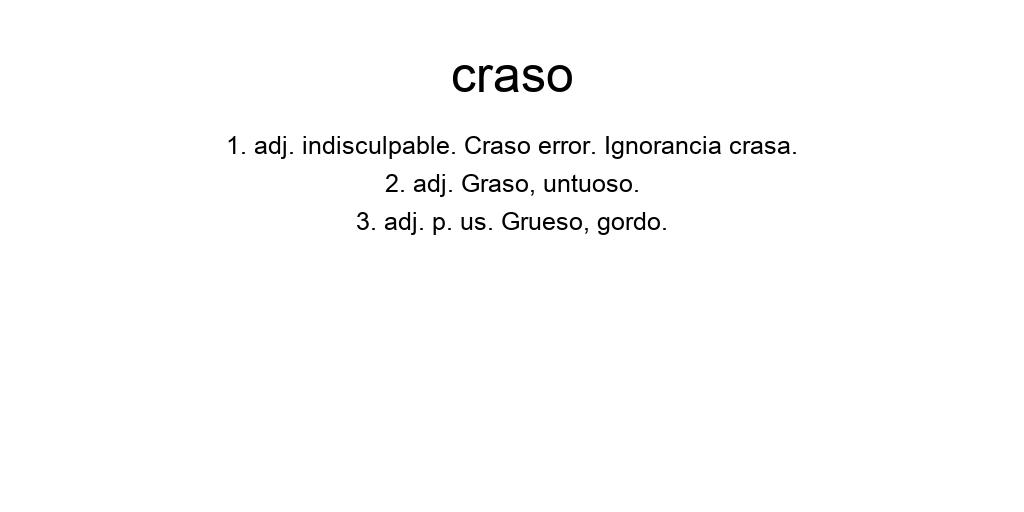 craso
1. adj. indisculpable. Craso error. Ignorancia crasa.
2. adj. Graso, untuoso.
3. adj. p. us. Grueso, gordo.